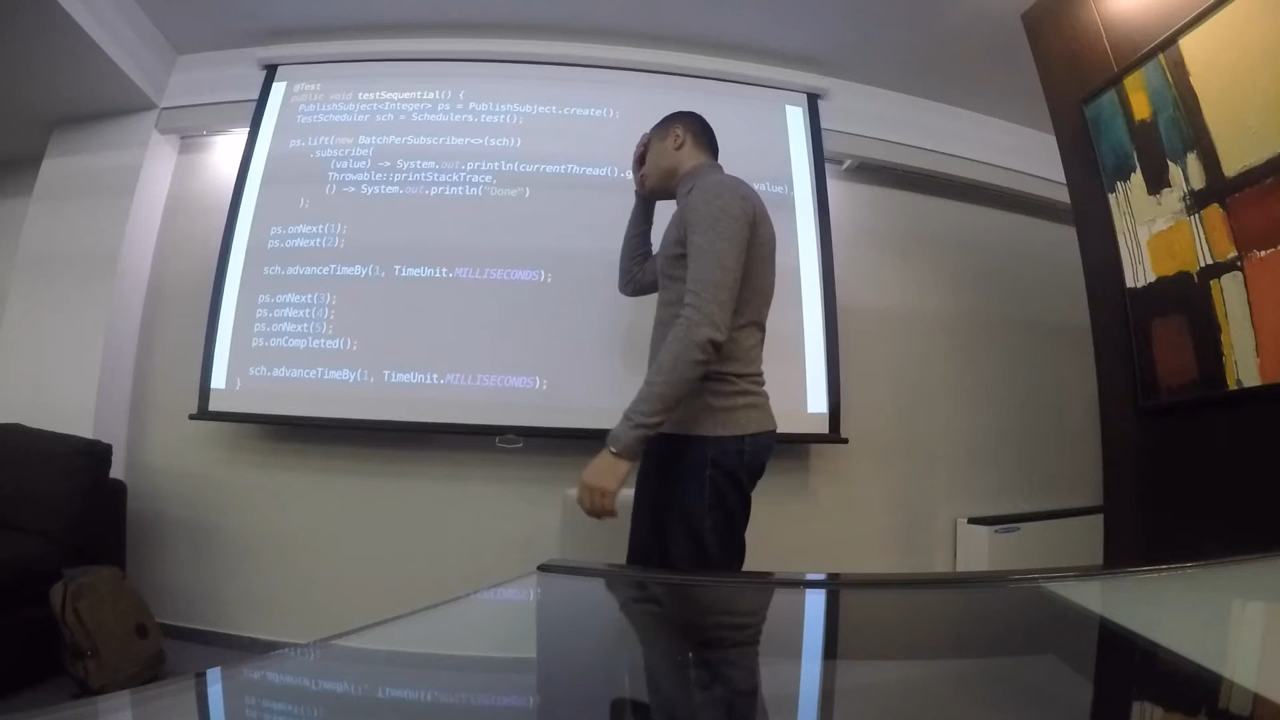 @Test
public void testSequential() {
PublishSubject<Integer> ps = PublishSubject.create();
TestScheduler sch = Schedulers.test();
ps.lift(new BatchPerSubscriber<>(sch))
.subscribe(
(value) -> System.out.println(currentThread().g value),
Throwable::printStackTrace,
() -> System.out.println("Done")
);
ps.onNext(1);
ps.onNext(2);
sch.advanceTimeBy(1, TimeUnit.MILLISECONDS);
ps.onNext(3);
ps.onNext(4);
ps.onNext(5);
ps.onCompleted();
sch.advanceTimeBy(1, TimeUnit.MILLISECONDS);
}